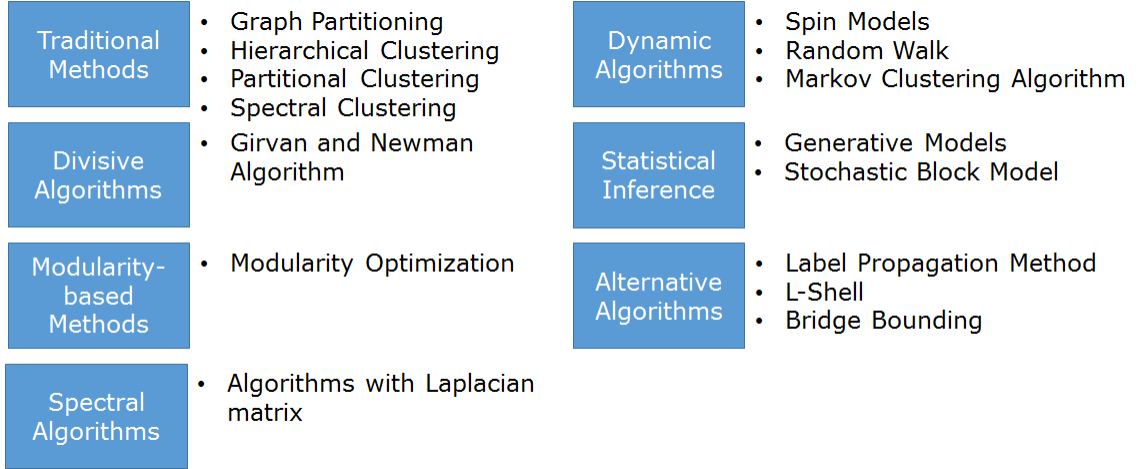 Traditional
Methods
• Graph Partitioning
• Hierarchical Clustering
• Partitional Clustering
• Spectral Clustering
Divisive
Algorithms
• Girvan and Newman
Algorithm
Modularity-
based
Methods
• Modularity Optimization
Spectral
Algorithms
• Algorithms with Laplacian
matrix
Dynamic
Algorithms
• Spin Models
• Random Walk
• Markov Clustering Algorithm
Statistical
Inference
• Generative Models
• Stochastic Block Model
Alternative
Algorithms
• Label Propagation Method
• L-Shell
• Bridge Bounding